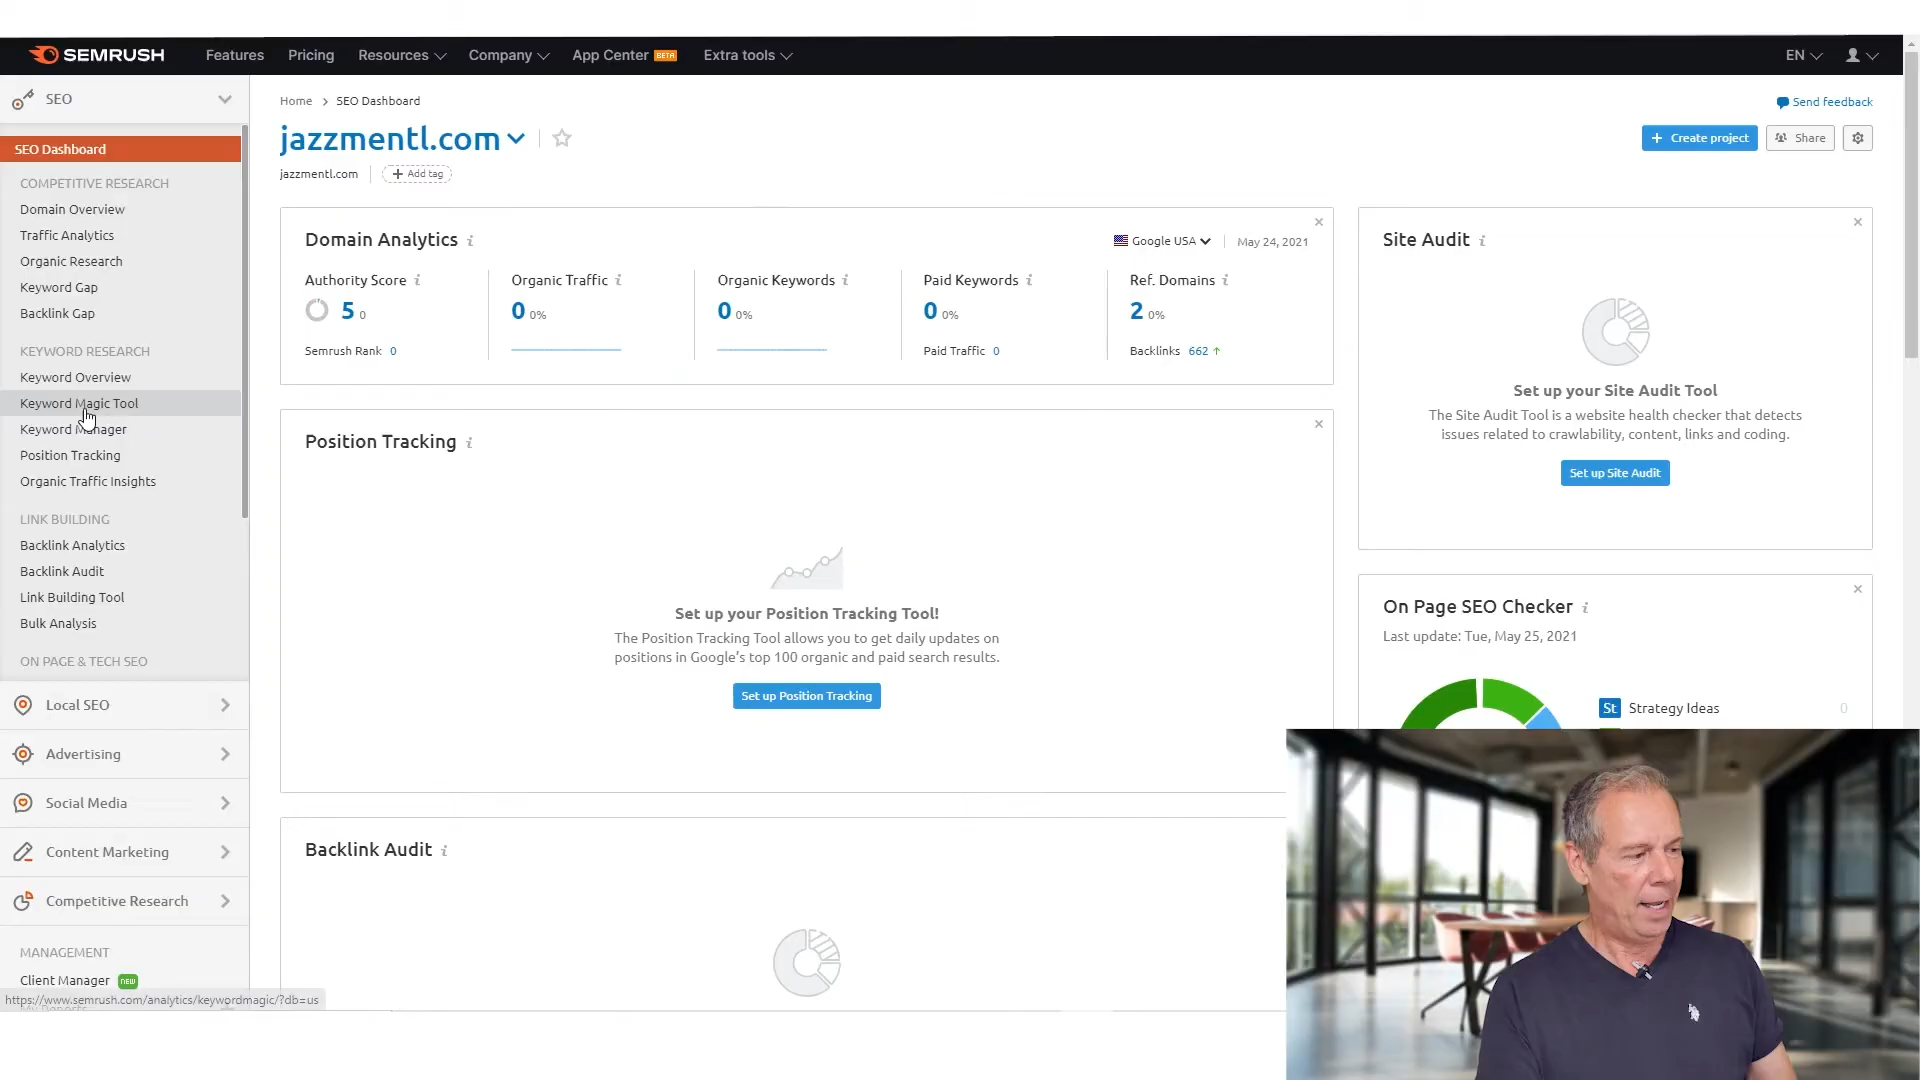 SEMRUSH
Features
Pricing
Resources
Company
App Center BETA
Extra tools
EN
SEO
SEO Dashboard
COMPETITIVE RESEARCH
Domain Overview
Traffic Analytics
Organic Research
Keyword Gap
Backlink Gap
KEYWORD RESEARCH
Keyword Overview
Keyword Magic Tool
Keyword Manager
Position Tracking
Organic Traffic Insights
LINK BUILDING
Backlink Analytics
Backlink Audit
Link Building Tool
Bulk Analysis
ON PAGE & TECH SEO
Local SEO
Advertising
Social Media
Content Marketing
Competitive Research
MANAGEMENT
Client Manager new
https://www.semrush.com/analytics/keywordmagic/?db=us
Home > SEO Dashboard
Send feedback
jazzmentl.com
+ Create project
Share
jazzmentl.com
+ Add tag
Domain Analytics i
Google USA
May 24, 2021
Authority Score i
5 0
Semrush Rank 0
Organic Traffic i
0 0%
Organic Keywords i
0 0%
Paid Keywords i
0 0%
Paid Traffic 0
Ref. Domains i
2 0%
Backlinks 662 ↑
Site Audit i
Set up your Site Audit Tool
The Site Audit Tool is a website health checker that detects
issues related to crawlability, content, links and coding.
Set up Site Audit
Position Tracking i
Set up your Position Tracking Tool!
The Position Tracking Tool allows you to get daily updates on
positions in Google's top 100 organic and paid search results.
Set up Position Tracking
On Page SEO Checker i
Last update: Tue, May 25, 2021
St Strategy Ideas 0
Backlink Audit i